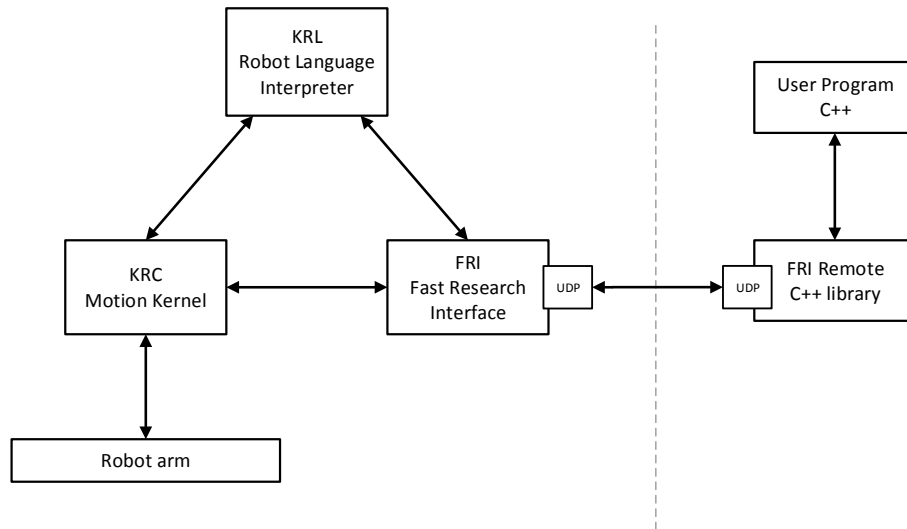 KRL
Robot Language
Interpreter
User Program
C++
KRC
Motion Kernel
FRI
Fast Research
Interface
UDP
UDP
FRI Remote
C++ library
Robot arm